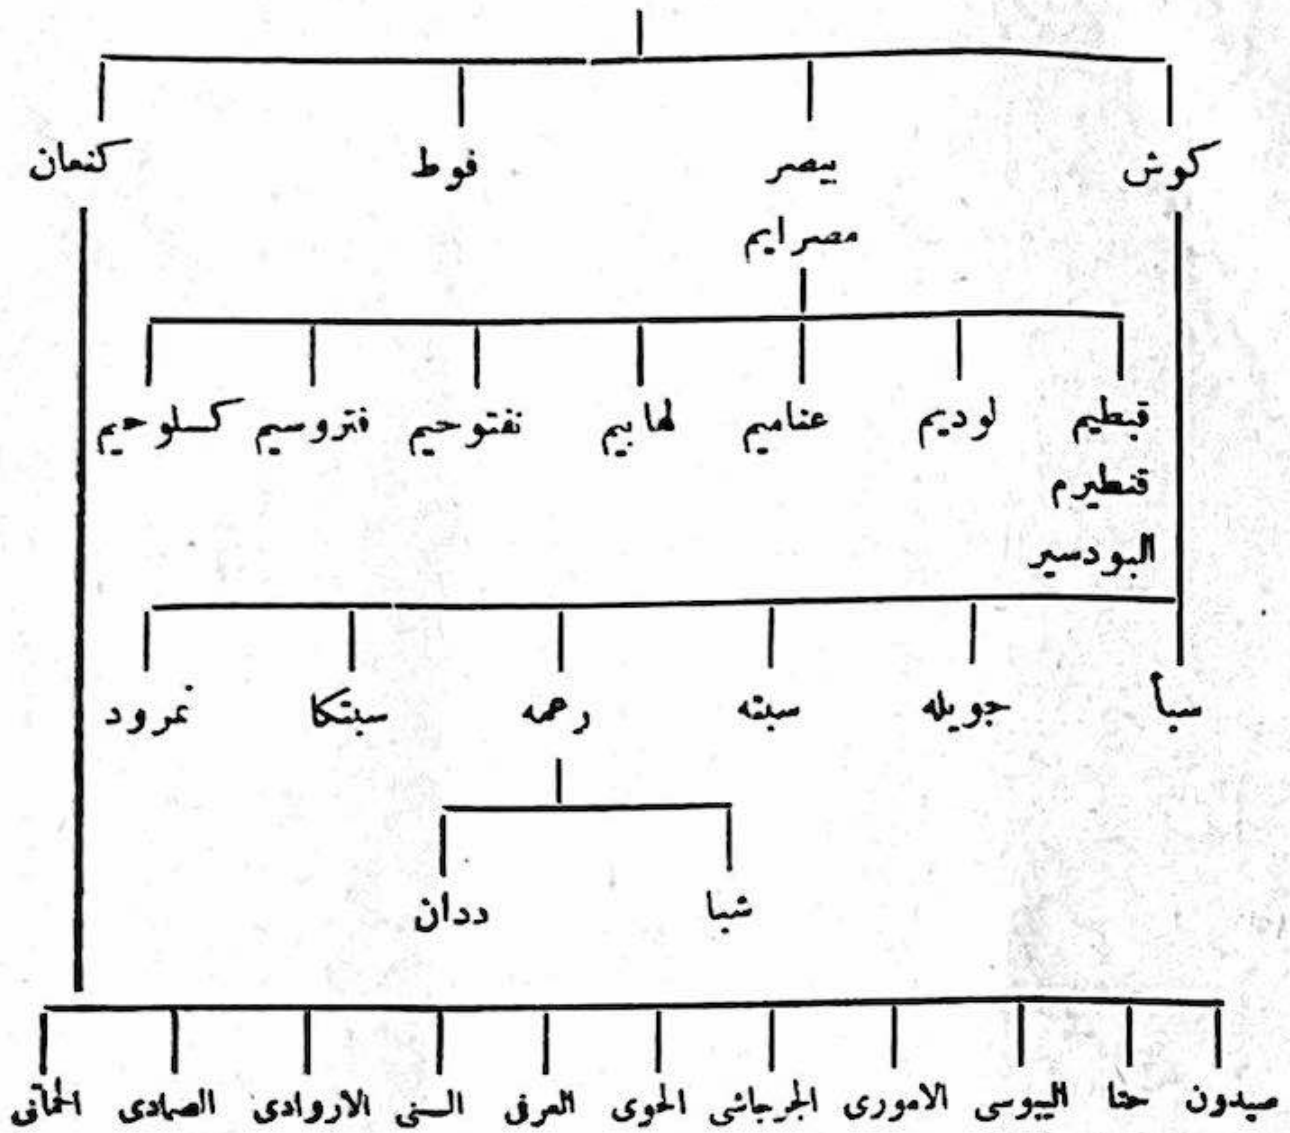 كوش بيصر فوط كنعان
مصرايم
قبطيم لوديم عناميم لهابيم نفتوحيم فتروسيم كسلوحيم
قنطيرم
البودسير
سبأ جويله سبته رعمه سبتكا نمرود
شبا ددان
صيدون حتا اليبوسى الامورى الجرجاشى الحوى العرقى السنى الاروادى الصمادى الحماتى